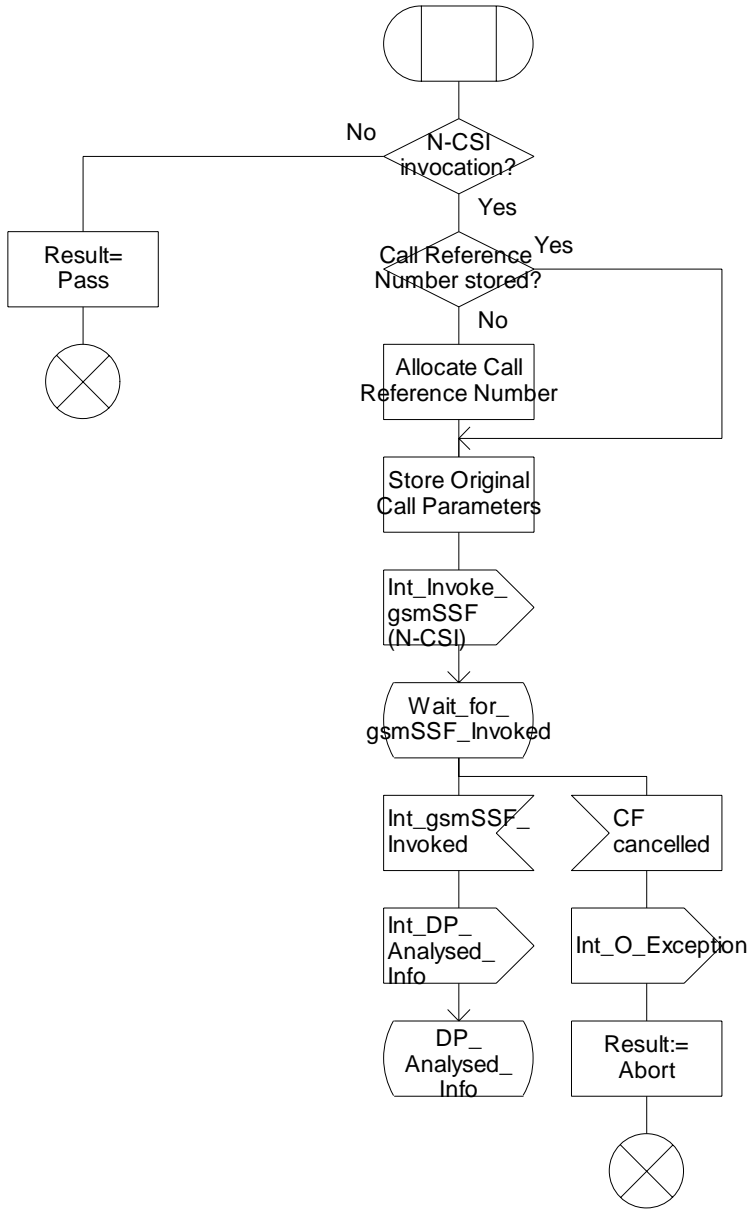 No
N-CSI
invocation?
Yes
Result=
Pass
Call Reference
Number stored?
Yes
No
Allocate Call
Reference Number
Store Original
Call Parameters
Int_Invoke_
gsmSSF
(N-CSI)
Wait_for_
gsmSSF_Invoked
Int_gsmSSF_
Invoked
CF
cancelled
Int_DP_
Analysed_
Info
Int_O_Exception
DP_
Analysed_
Info
Result:=
Abort